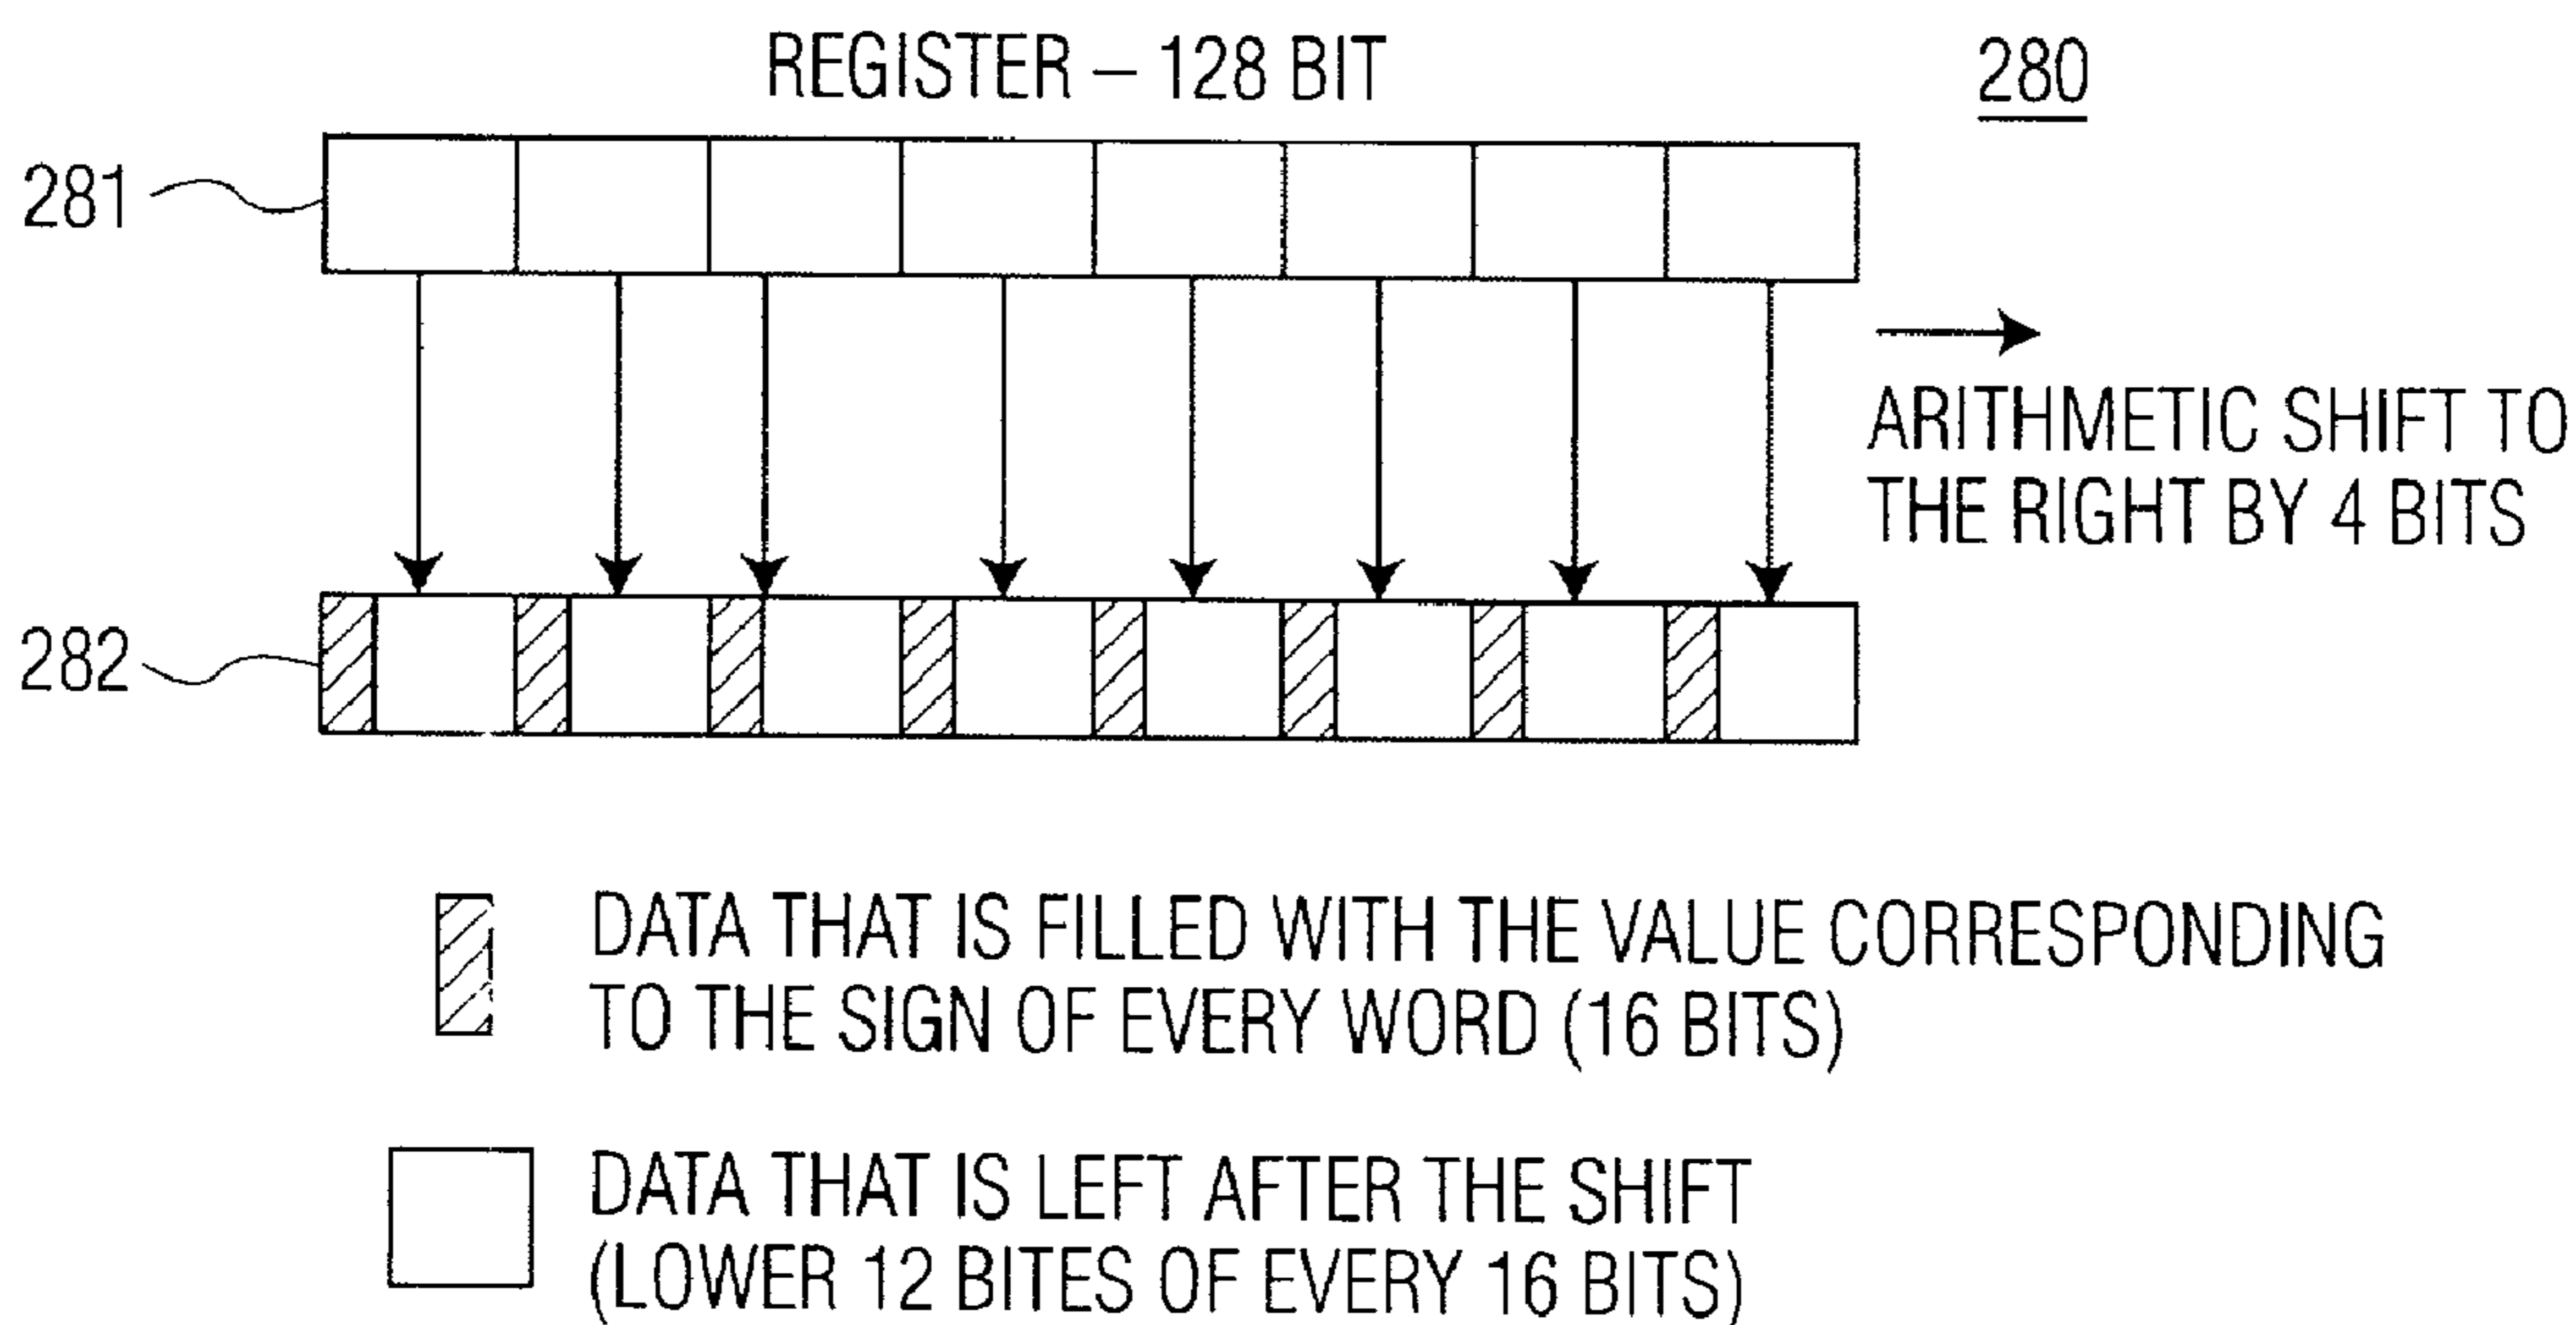 REGISTER – 128 BIT
280
281
ARITHMETIC SHIFT TO
THE RIGHT BY 4 BITS
282
DATA THAT IS FILLED WITH THE VALUE CORRESPONDING
TO THE SIGN OF EVERY WORD (16 BITS)
DATA THAT IS LEFT AFTER THE SHIFT
(LOWER 12 BITES OF EVERY 16 BITS)